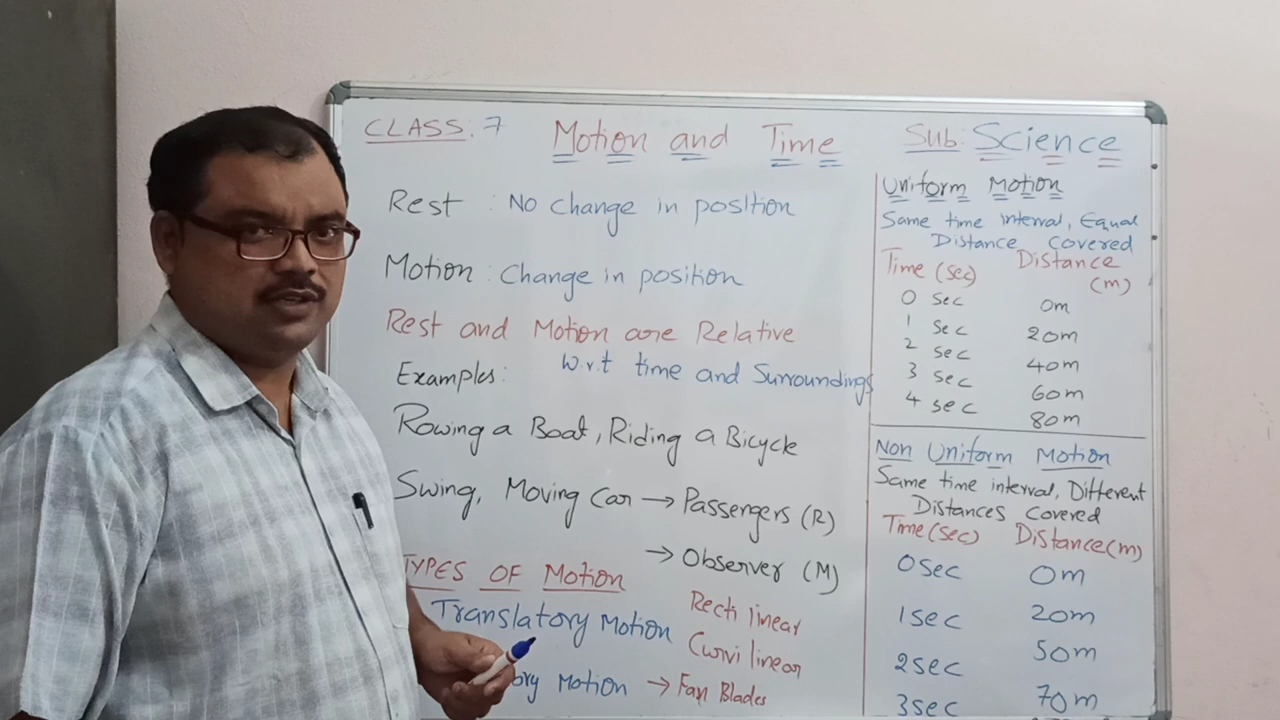 CLASS: 7
Motion and Time
Sub: Science
Rest : No change in position
Motion : Change in position
Rest and Motion are Relative
w.r.t time and Surroundings
Examples:
Rowing a Boat, Riding a Bicycle
Swing, Moving Car → Passengers (R)
→ Observer (M)
TYPES OF Motion
Translatory Motion
Recti linear
Curvi linear
ory Motion → Fan Blades
Uniform Motion
Same time interval, Equal
Distance covered
Time (sec) Distance
(m)
0 sec 0m
1 sec 20m
2 sec 40m
3 sec 60m
4 sec 80m
Non Uniform Motion
Same time interval, Different
Distances covered
Time (sec) Distance (m)
0 sec 0m
1 sec 20m
2 sec 50m
3 sec 70m